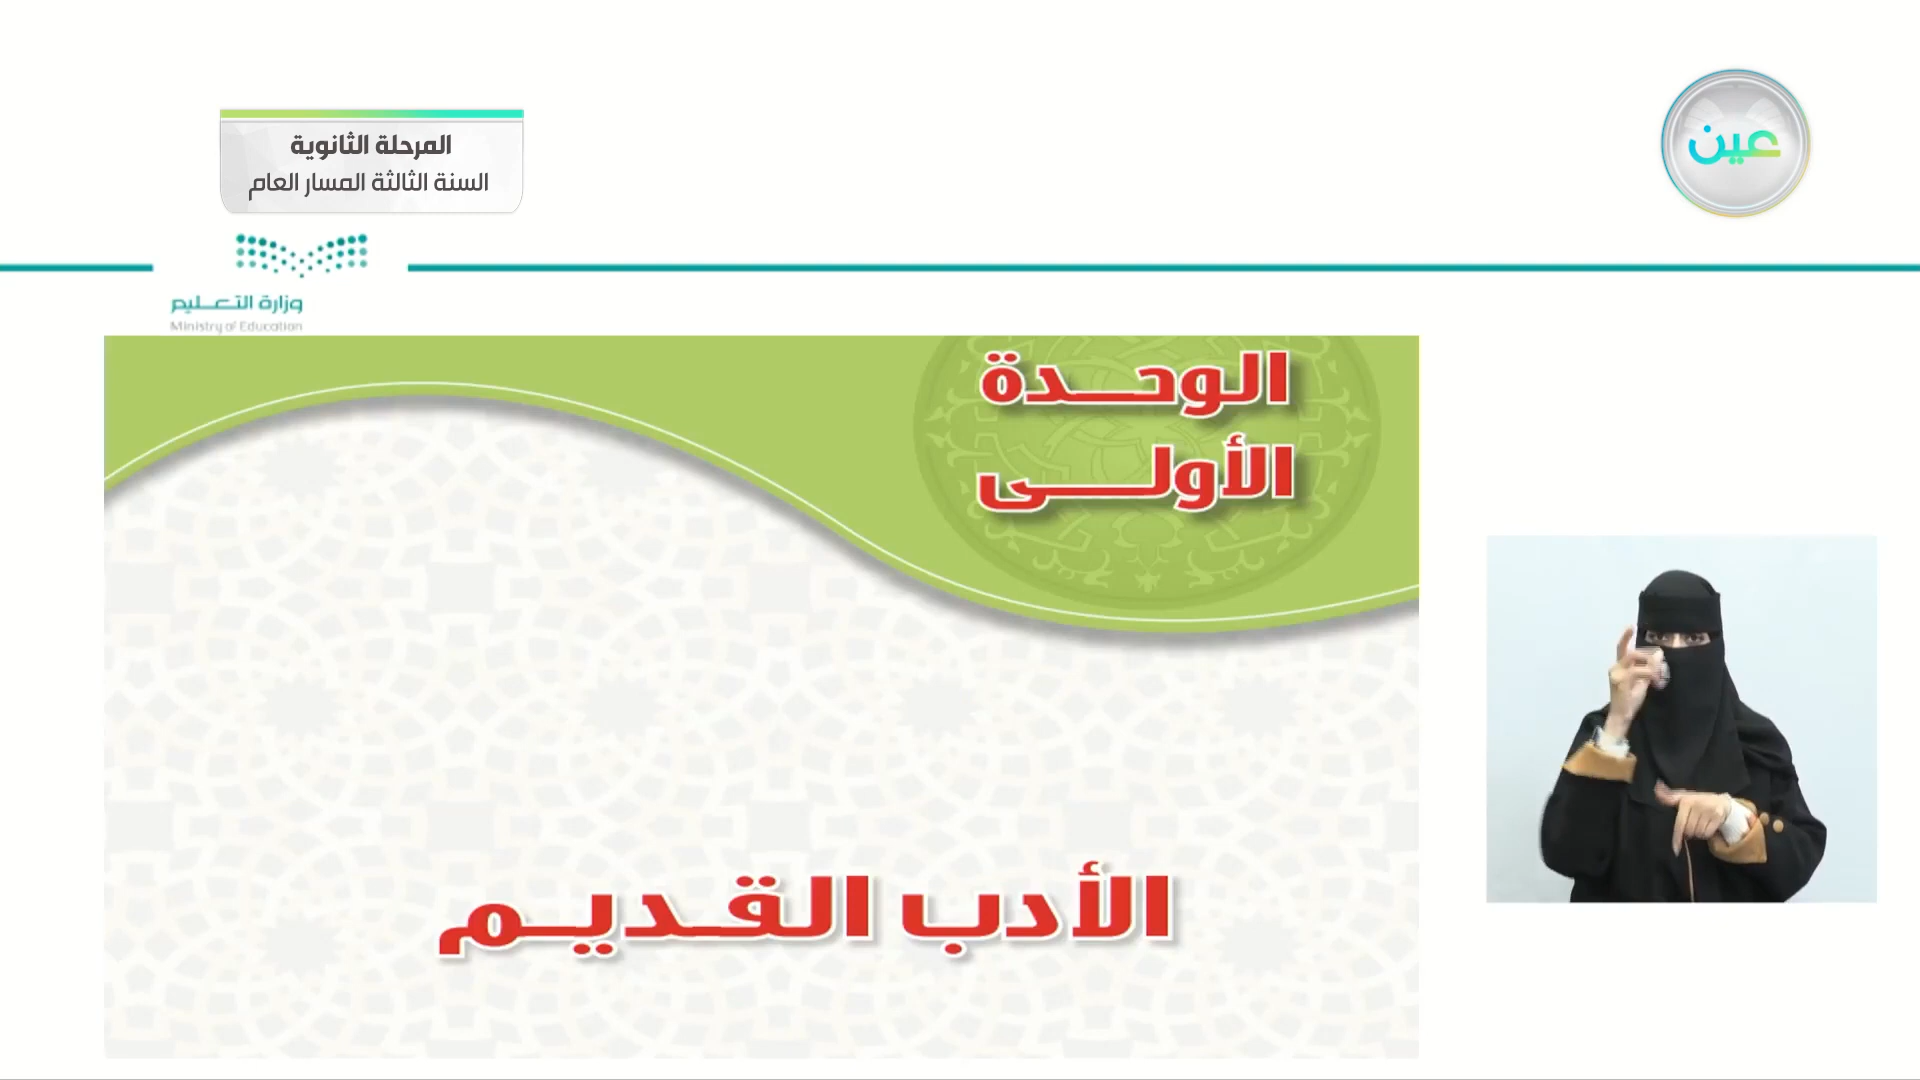 المرحلة الثانوية
السنة الثالثة المسار العام
عين
وزارة التعليم
Ministry of Education
الوحدة
الأولى
الأدب القديم